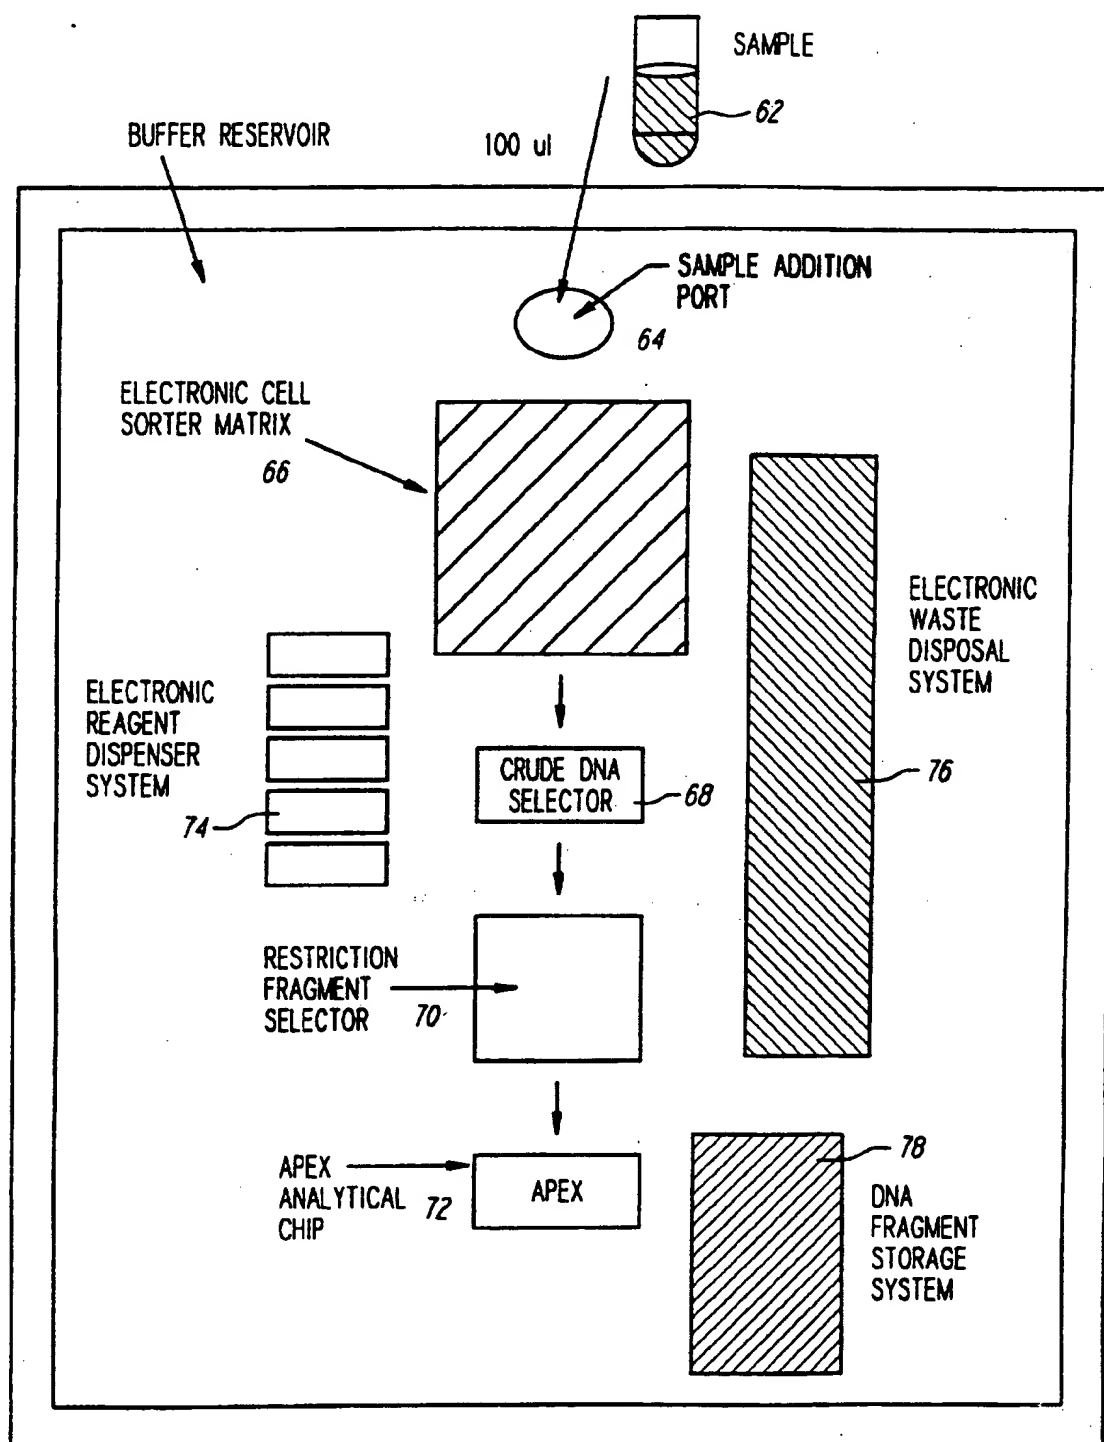 SAMPLE
62
BUFFER RESERVOIR
100 ul
SAMPLE ADDITION
PORT
64
ELECTRONIC CELL
SORTER MATRIX
66
ELECTRONIC
WASTE
DISPOSAL
SYSTEM
76
ELECTRONIC
REAGENT
DISPENSER
SYSTEM
74
CRUDE DNA
SELECTOR
68
RESTRICTION
FRAGMENT
SELECTOR
70
APEX
ANALYTICAL
CHIP
72
APEX
78
DNA
FRAGMENT
STORAGE
SYSTEM